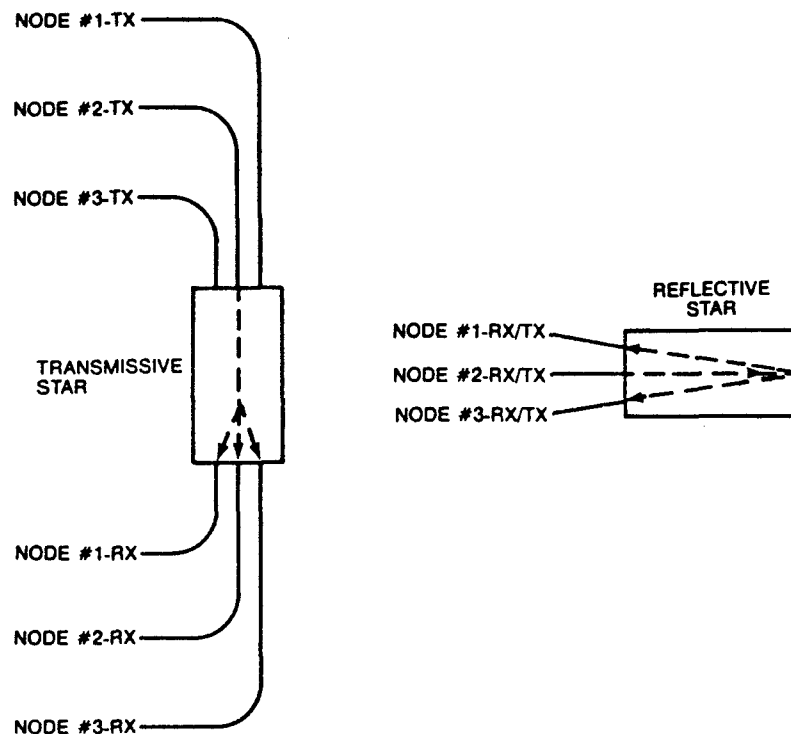 NODE #1-TX
NODE #2-TX
NODE #3-TX
TRANSMISSIVE
STAR
NODE #1-RX
NODE #2-RX
NODE #3-RX
REFLECTIVE
STAR
NODE #1-RX/TX
NODE #2-RX/TX
NODE #3-RX/TX